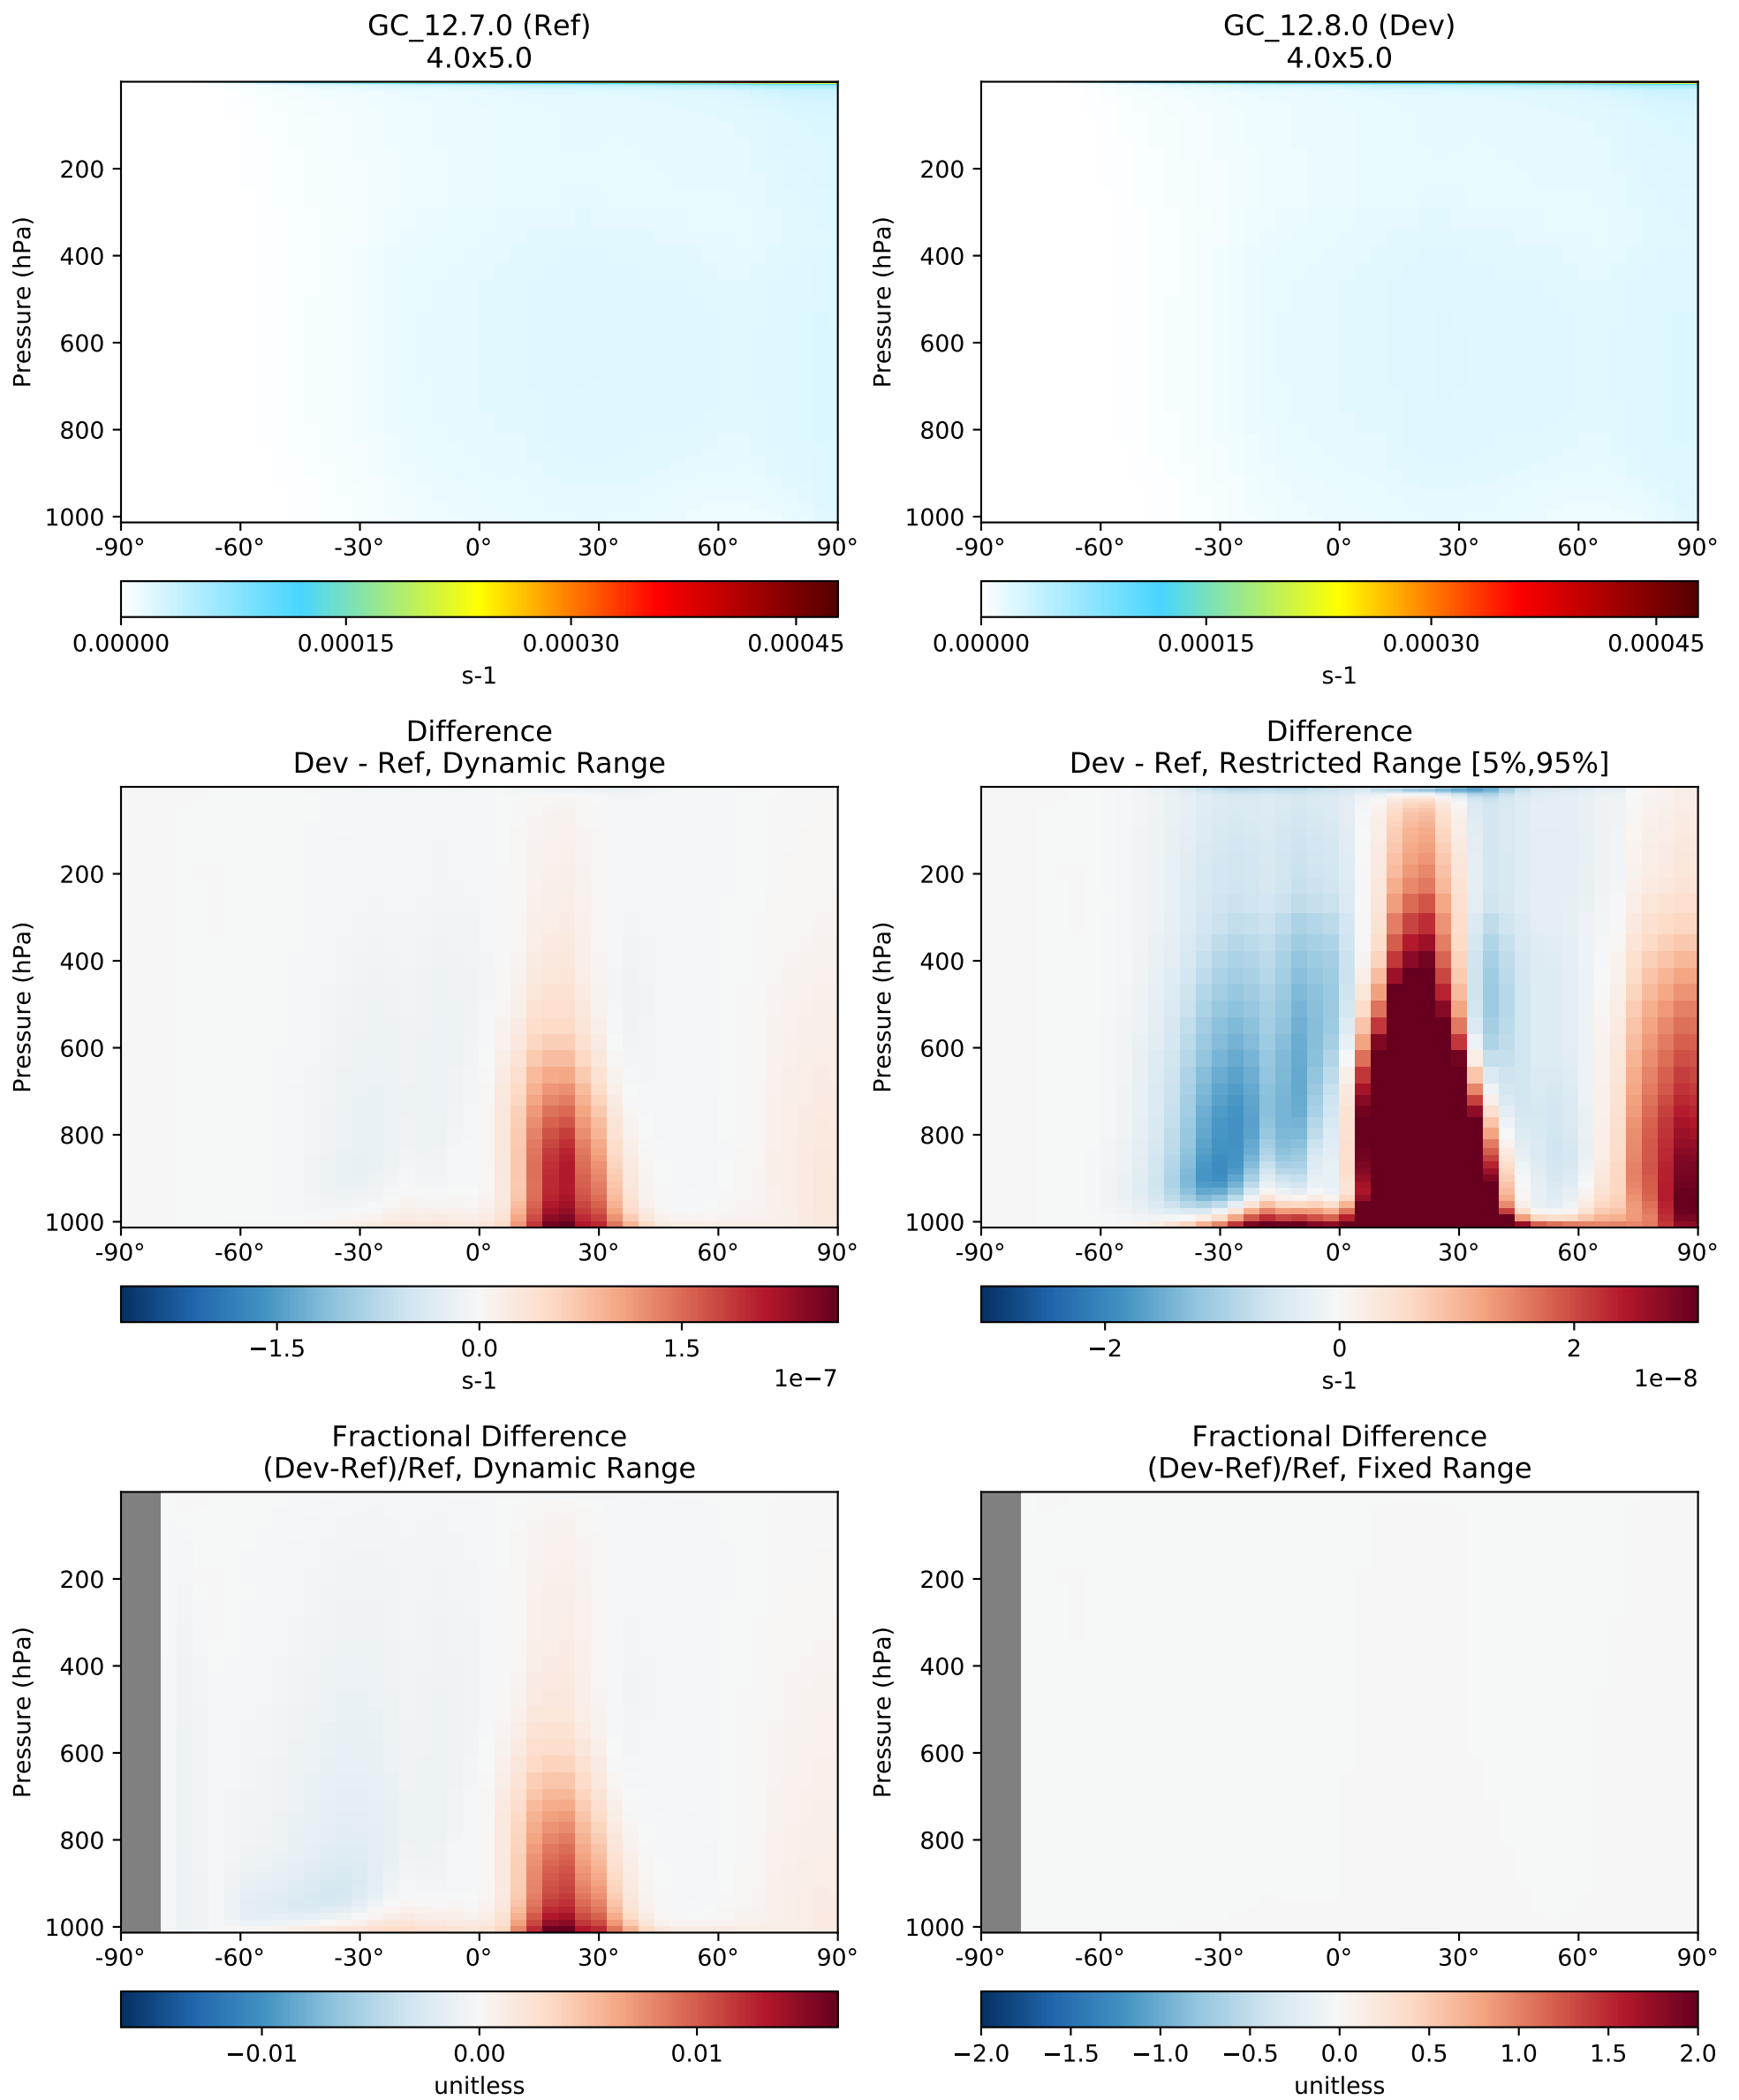 GC_12.7.0 (Ref)
4.0x5.0
Pressure (hPa)
200
400
600
800
1000
-90° -60° -30° 0° 30° 60° 90°
0.00000 0.00015 0.00030 0.00045
s-1
GC_12.8.0 (Dev)
4.0x5.0
Pressure (hPa)
200
400
600
800
1000
-90° -60° -30° 0° 30° 60° 90°
0.00000 0.00015 0.00030 0.00045
s-1
Difference
Dev - Ref, Dynamic Range
Pressure (hPa)
200
400
600
800
1000
-90° -60° -30° 0° 30° 60° 90°
−1.5 0.0 1.5
s-1
1e−7
Difference
Dev - Ref, Restricted Range [5%,95%]
Pressure (hPa)
200
400
600
800
1000
-90° -60° -30° 0° 30° 60° 90°
−2 0 2
s-1
1e−8
Fractional Difference
(Dev-Ref)/Ref, Dynamic Range
Pressure (hPa)
200
400
600
800
1000
-90° -60° -30° 0° 30° 60° 90°
−0.01 0.00 0.01
unitless
Fractional Difference
(Dev-Ref)/Ref, Fixed Range
Pressure (hPa)
200
400
600
800
1000
-90° -60° -30° 0° 30° 60° 90°
−2.0 −1.5 −1.0 −0.5 0.0 0.5 1.0 1.5 2.0
unitless